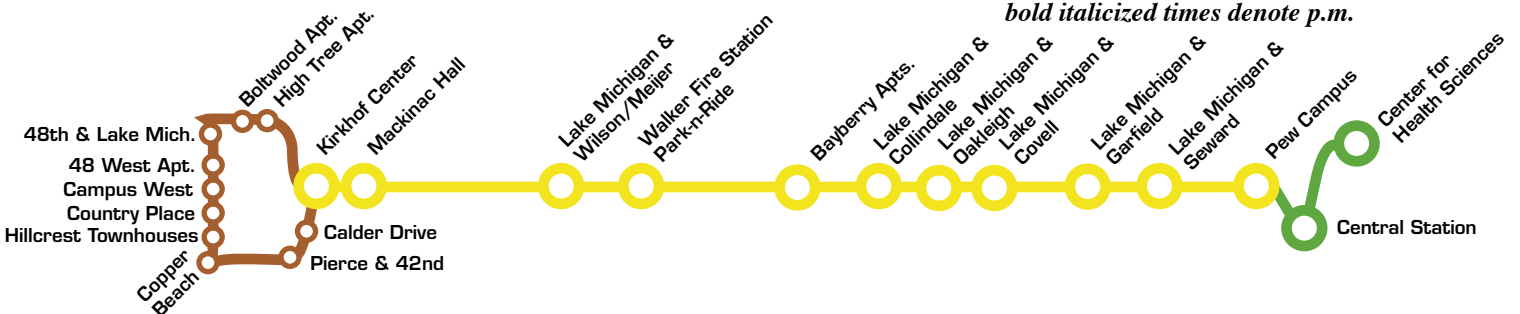 bold italicized times denote p.m.
Boltwood Apt.
High Tree Apt.
Kirkhof Center
Mackinac Hall
Lake Michigan &
Wilson/Meijer
Walker Fire Station
Park-n-Ride
Bayberry Apts.
Lake Michigan &
Collindale
Lake Michigan &
Oakleigh
Lake Michigan &
Covell
Lake Michigan &
Garfield
Lake Michigan &
Seward
Pew Campus
Center for
Health Sciences
48th & Lake Mich.
48 West Apt.
Campus West
Country Place
Hillcrest Townhouses
Copper
Beach
Calder Drive
Pierce & 42nd
Central Station